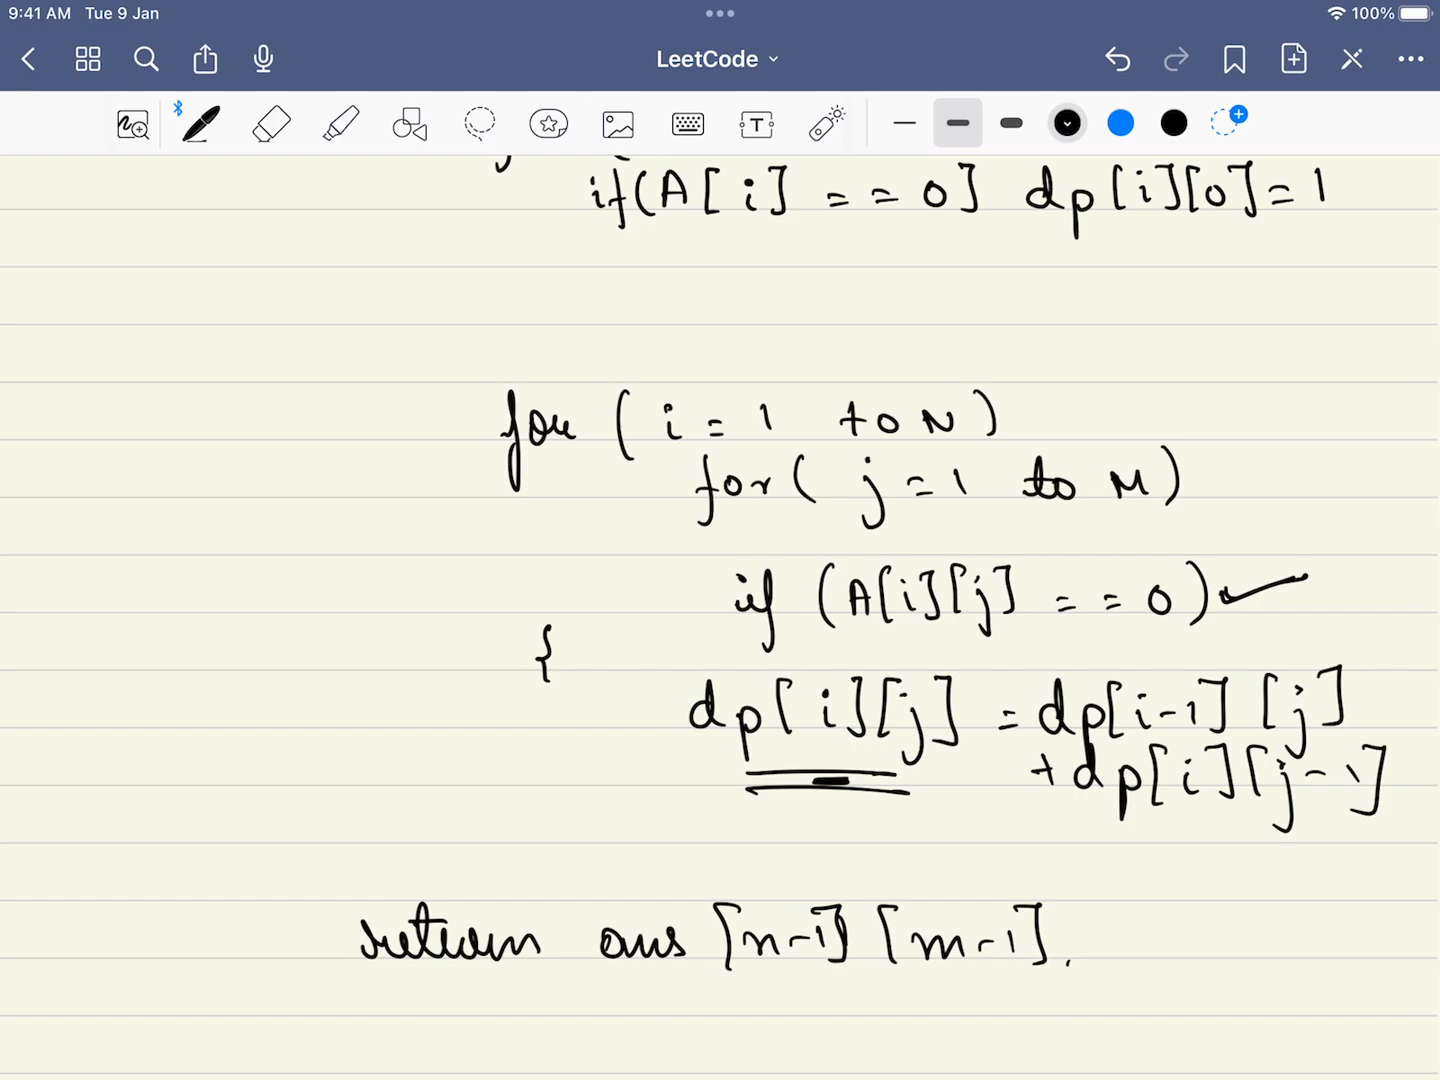 9:41 AM Tue 9 Jan 100%
LeetCode
T
if(A[i] == 0] dp[i][0]=1
for (i = 1 to N)
for( j = 1 to M)
if (A[i][j] == 0)
{
dp[i][j] = dp[i-1][j]
+ dp[i][j-1]
return ans [n-1][m-1].